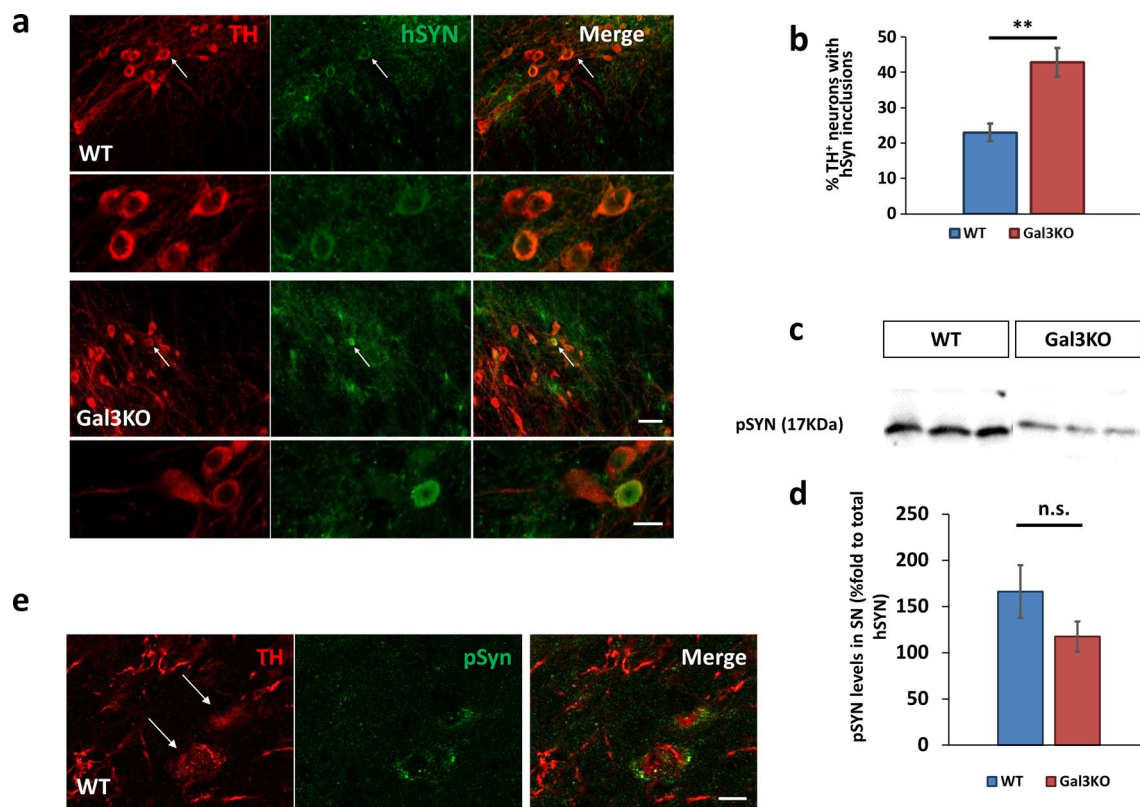 a
TH
hSYN
Merge
WT
Gal3KO
b
**
% TH⁺ neurons with
hSyn incclusions
50
40
30
20
10
0
WT
Gal3KO
c
WT
Gal3KO
pSYN (17KDa)
d
n.s.
pSYN levels in SN (%fold to total
hSYN)
250
200
150
100
50
0
WT
Gal3KO
e
TH
pSyn
Merge
WT